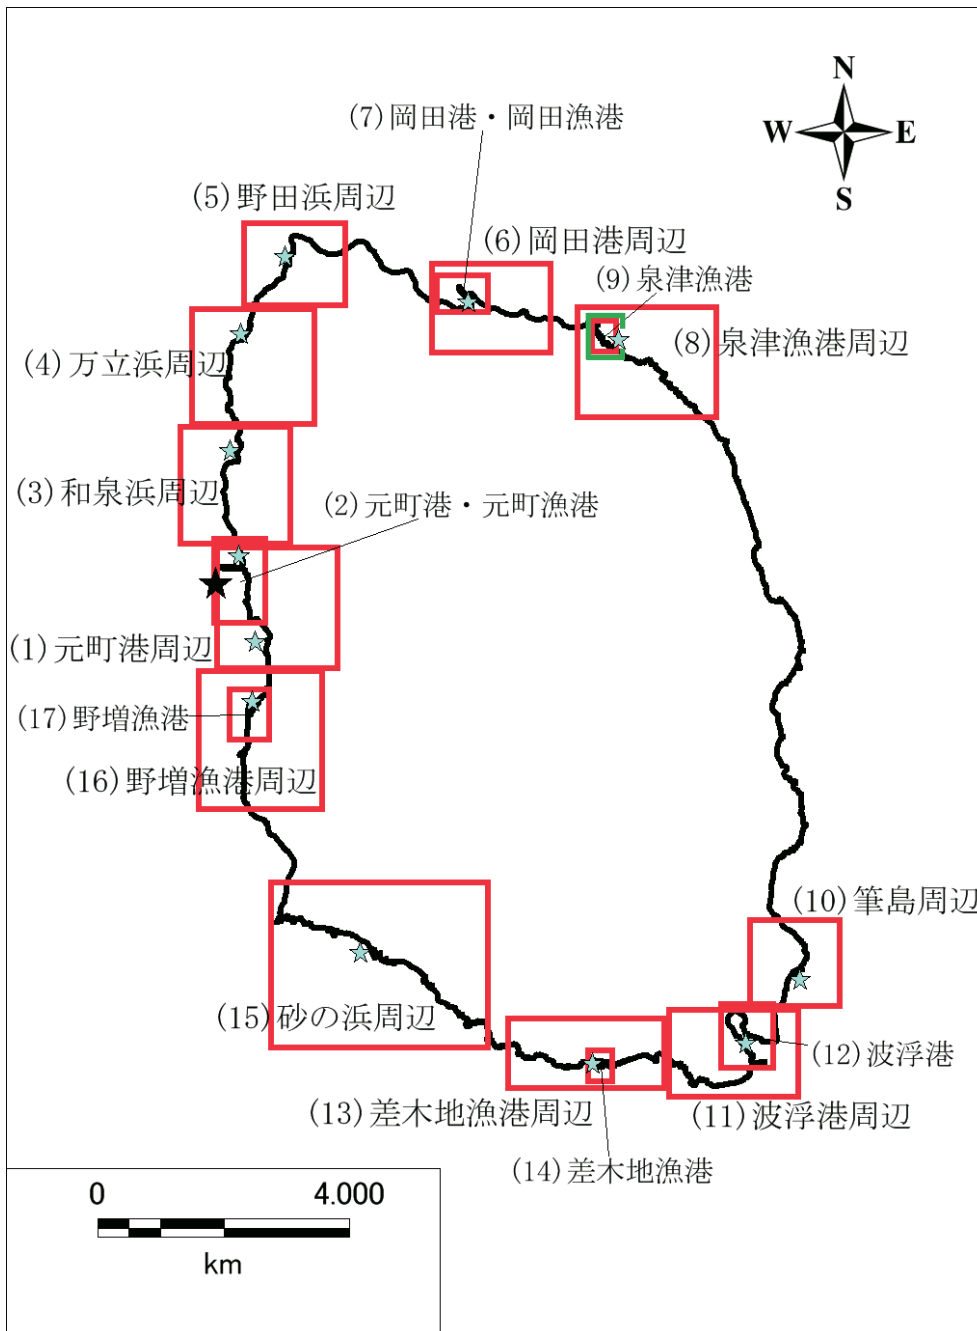 N
W E
S
(7)岡田港・岡田漁港
(5)野田浜周辺
(6)岡田港周辺
(9)泉津漁港
(8)泉津漁港周辺
(4)万立浜周辺
(3)和泉浜周辺
(2)元町港・元町漁港
(1)元町港周辺
(17)野増漁港
(16)野増漁港周辺
(10)筆島周辺
(15)砂の浜周辺
(12)波浮港
(13)差木地漁港周辺
(11)波浮港周辺
(14)差木地漁港
0 4.000
km